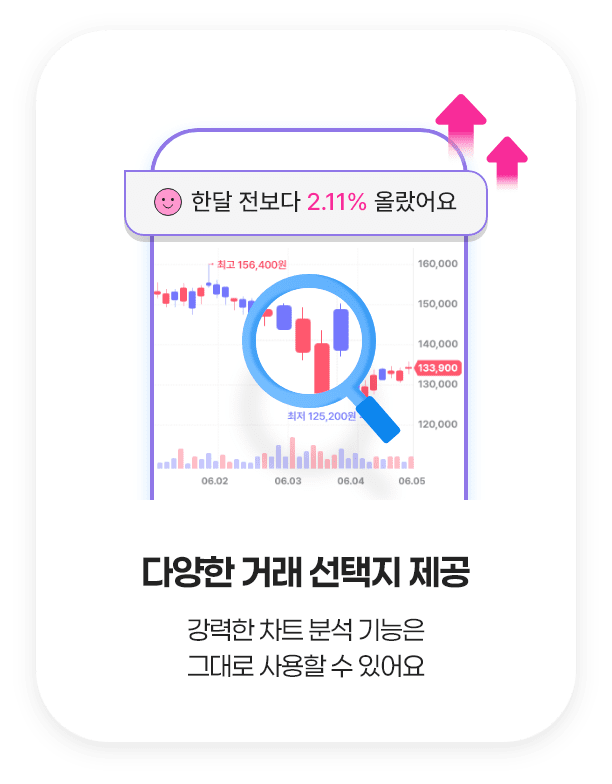 한달 전보다 2.11% 올랐어요
최고 156,400원
160,000
150,000
140,000
133,900
130,000
최저 125,200원
120,000
06.02 06.03 06.04 06.05
다양한 거래 선택지 제공
강력한 차트 분석 기능은
그대로 사용할 수 있어요